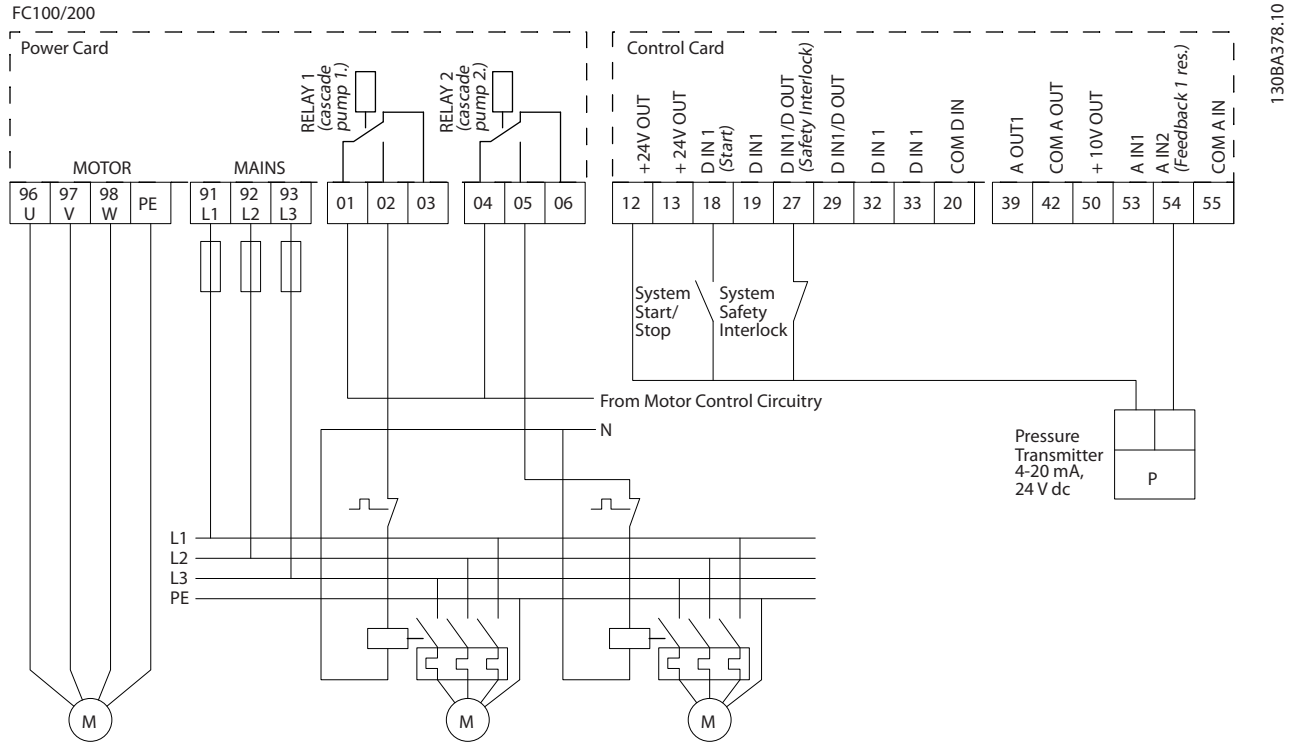 FC100/200
130BA378.10
Power Card
Control Card
RELAY 1
(cascade
pump 1.)
RELAY 2
(cascade
pump 2.)
+24V OUT
+ 24V OUT
D IN 1
(Start)
D IN1
D IN1/D OUT
(Safety Interlock)
D IN1/D OUT
D IN 1
D IN 1
COM D IN
A OUT1
COM A OUT
+ 10V OUT
A IN1
A IN2
(Feedback 1 res.)
COM A IN
MOTOR
MAINS
96 97 98 PE 91 92 93 01 02 03 04 05 06 12 13 18 19 27 29 32 33 20 39 42 50 53 54 55
U V W L1 L2 L3
System
Start/
Stop
System
Safety
Interlock
From Motor Control Circuitry
N
Pressure
Transmitter
4-20 mA,
24 V dc
P
L1
L2
L3
PE
M M M